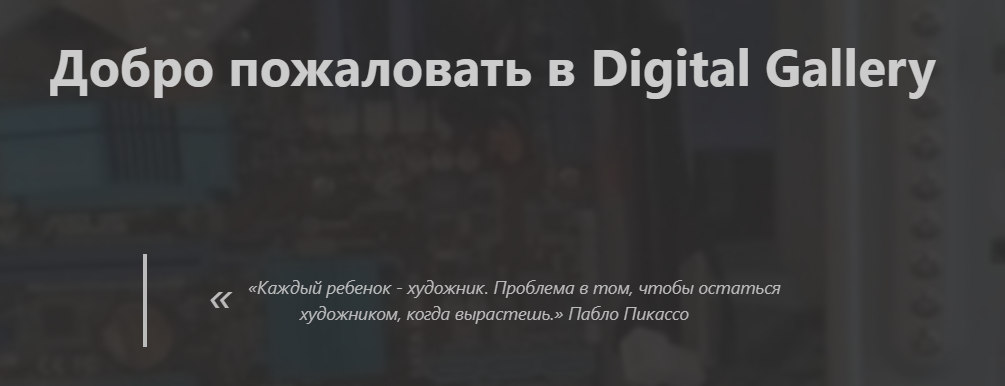 Добро пожаловать в Digital Gallery
« «Каждый ребенок - художник. Проблема в том, чтобы остаться
художником, когда вырастешь.» Пабло Пикассо